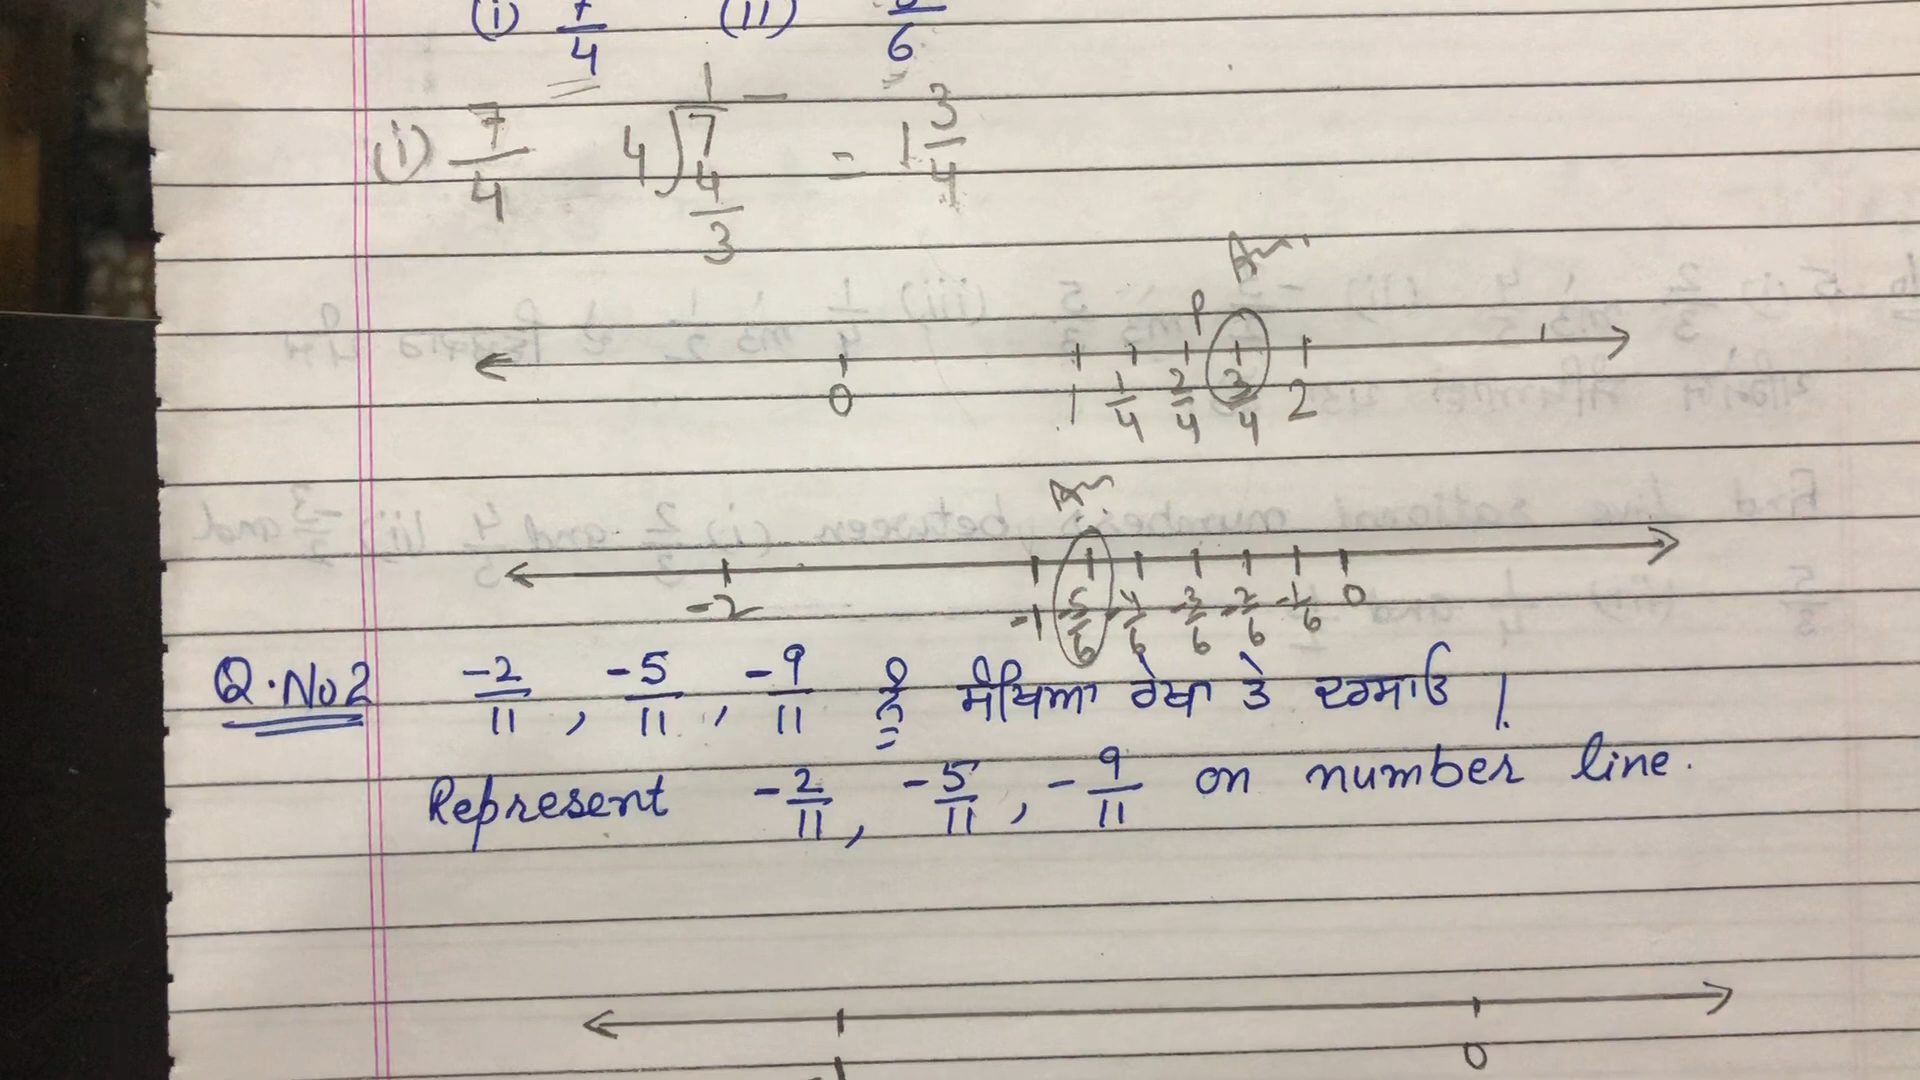 (i) 7/4 (ii) /6
(i) 7/4 4)7 1 4 3 = 1 3/4
Ans
P
0 1 1/4 2/4 3/4 2
Ans
-2 -1 -5/6 -4/6 -3/6 -2/6 -1/6 0
Q.No2 -2/11, -5/11, -9/11 ਨੂੰ ਸੰਖਿਆ ਰੇਖਾ ਤੇ ਦਰਸਾਓ ।
Represent -2/11, -5/11, -9/11 on number line.
0